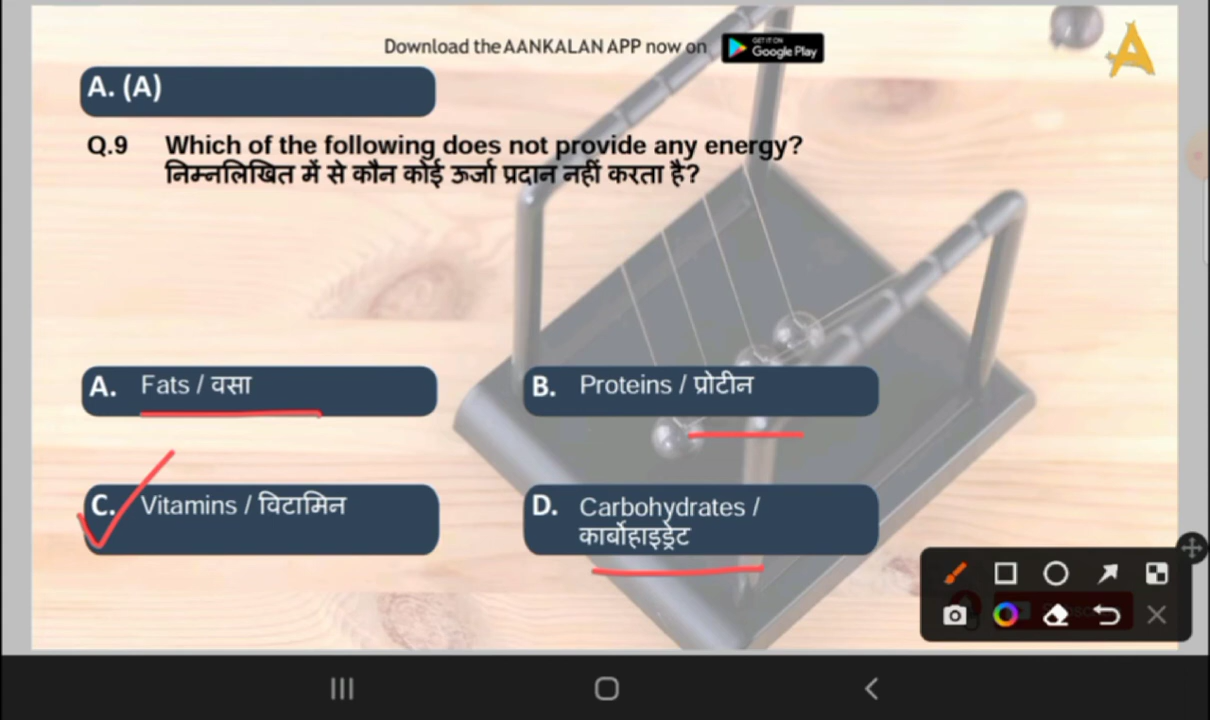 Download the AANKALAN APP now on
GET IT ON
Google Play
A
A. (A)
Q.9 Which of the following does not provide any energy?
निम्नलिखित में से कौन कोई ऊर्जा प्रदान नहीं करता है?
A. Fats / वसा
B. Proteins / प्रोटीन
C. Vitamins / विटामिन
D. Carbohydrates /
कार्बोहाइड्रेट